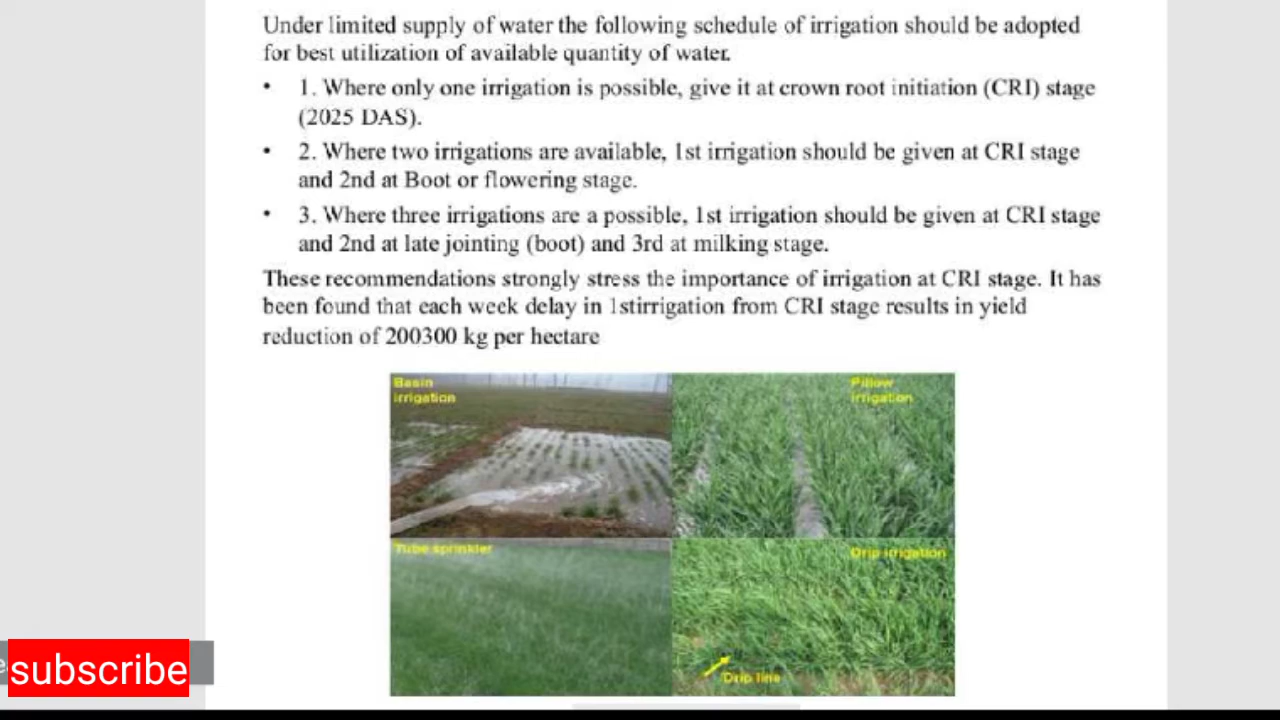 Under limited supply of water the following schedule of irrigation should be adopted
for best utilization of available quantity of water.
• 1. Where only one irrigation is possible, give it at crown root initiation (CRI) stage
(2025 DAS).
• 2. Where two irrigations are available, 1st irrigation should be given at CRI stage
and 2nd at Boot or flowering stage.
• 3. Where three irrigations are a possible, 1st irrigation should be given at CRI stage
and 2nd at late jointing (boot) and 3rd at milking stage.
These recommendations strongly stress the importance of irrigation at CRI stage. It has
been found that each week delay in 1stirrigation from CRI stage results in yield
reduction of 200300 kg per hectare
Basin
irrigation
Pillow
irrigation
Tube sprinkler
Drip irrigation
Drip line
subscribe